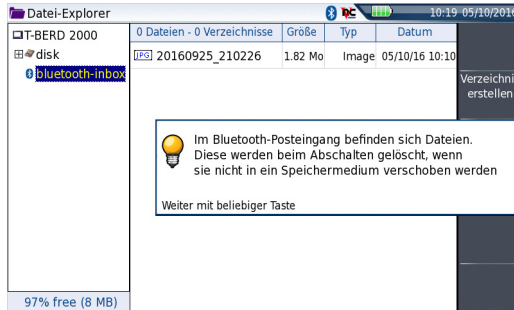 Datei-Explorer
10:19 05/10/2016
T-BERD 2000
disk
bluetooth-inbox
0 Dateien - 0 Verzeichnisse Größe Typ Datum
JPG 20160925_210226 1.82 Mo Image 05/10/16 10:10
Verzeichni
erstellen
Im Bluetooth-Posteingang befinden sich Dateien.
Diese werden beim Abschalten gelöscht, wenn
sie nicht in ein Speichermedium verschoben werden
Weiter mit beliebiger Taste
97% free (8 MB)